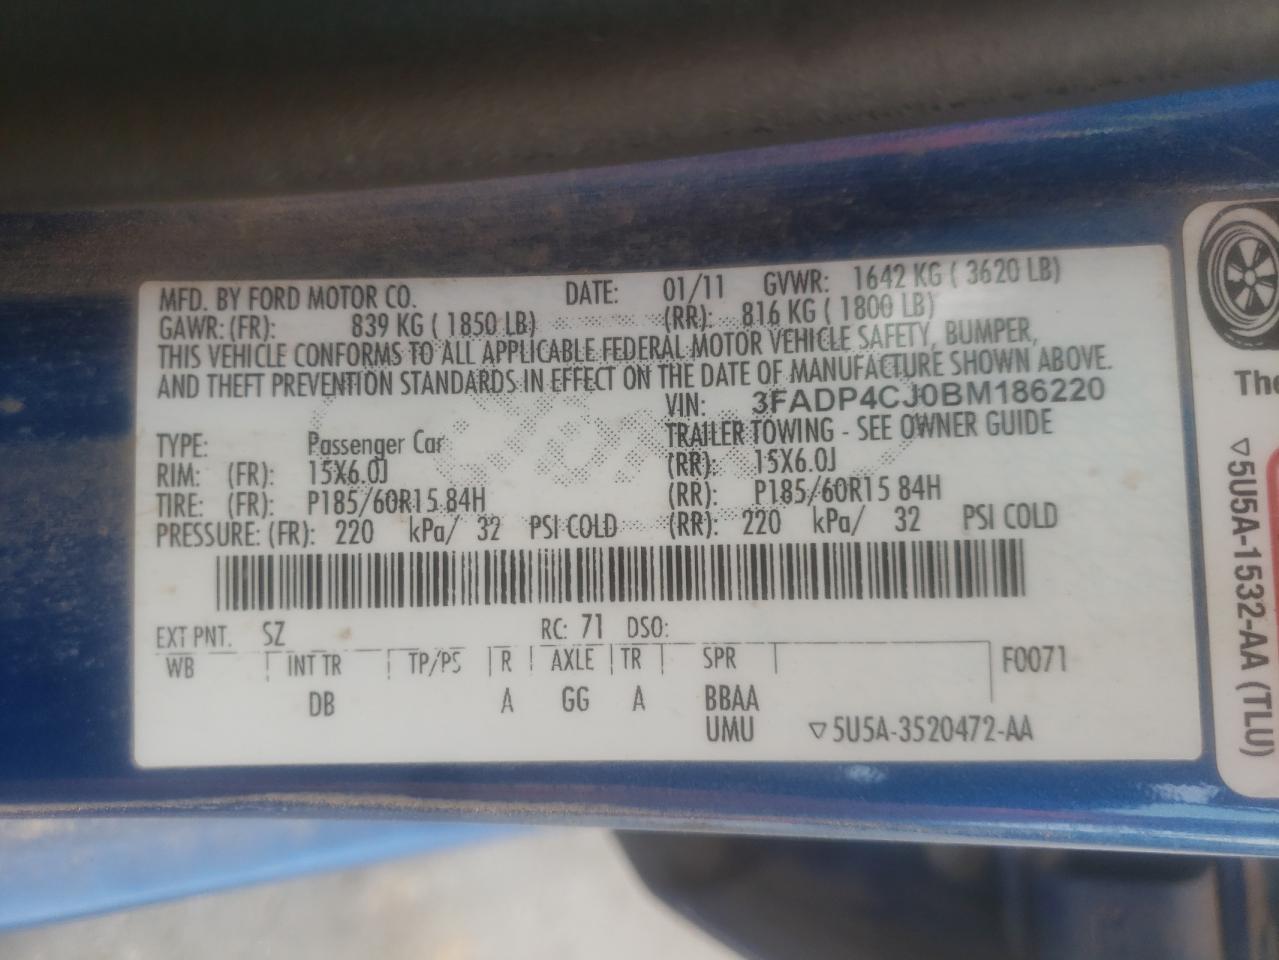 MFD. BY FORD MOTOR CO. DATE: 01/11 GVWR: 1642 KG ( 3620 LB)
GAWR: (FR): 839 KG ( 1850 LB) (RR): 816 KG ( 1800 LB)
THIS VEHICLE CONFORMS TO ALL APPLICABLE FEDERAL MOTOR VEHICLE SAFETY, BUMPER,
AND THEFT PREVENTION STANDARDS IN EFFECT ON THE DATE OF MANUFACTURE SHOWN ABOVE.
VIN: 3FADP4CJ0BM186220
TYPE: Passenger Car TRAILER TOWING - SEE OWNER GUIDE
RIM: (FR): 15X6.0J (RR): 15X6.0J
TIRE: (FR): P185/60R15 84H (RR): P185/60R15 84H
PRESSURE: (FR): 220 kPa/ 32 PSI COLD (RR): 220 kPa/ 32 PSI COLD
EXT PNT. SZ RC: 71 DSO:
WB INT TR TP/PS R AXLE TR SPR F0071
DB A GG A BBAA
UMU ▽5U5A-3520472-AA
The
▽5U5A-1532-AA (TLU)